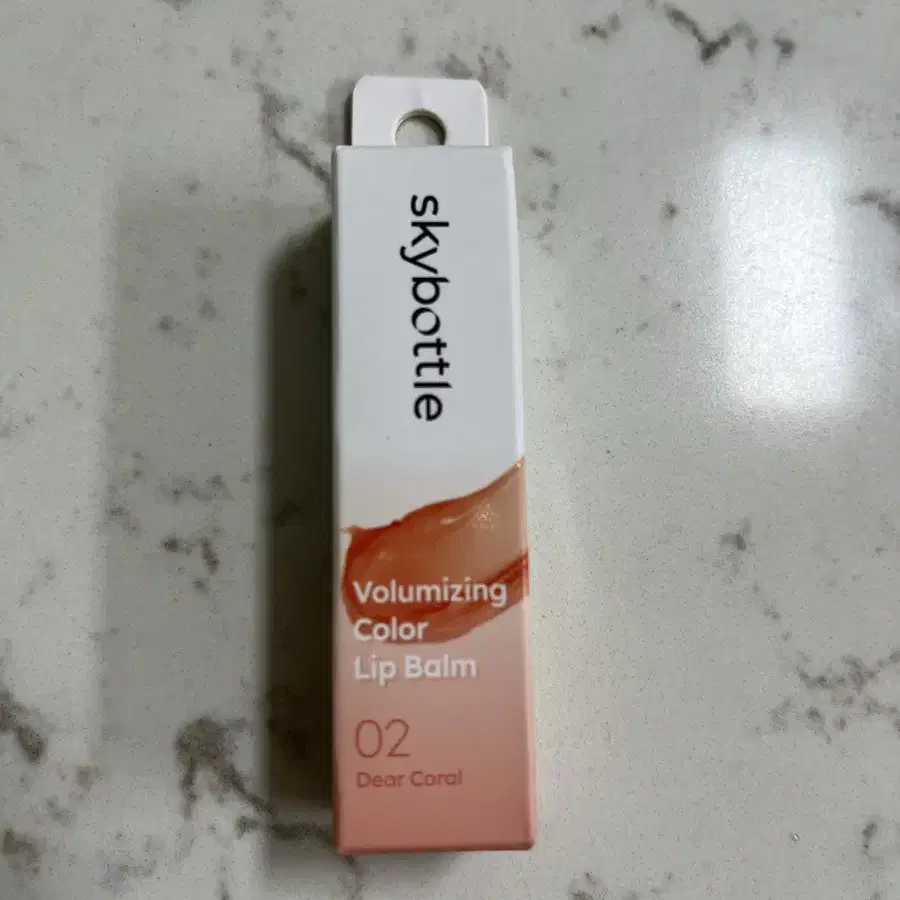 skybottle
Volumizing
Color
Lip Balm
02
Dear Coral